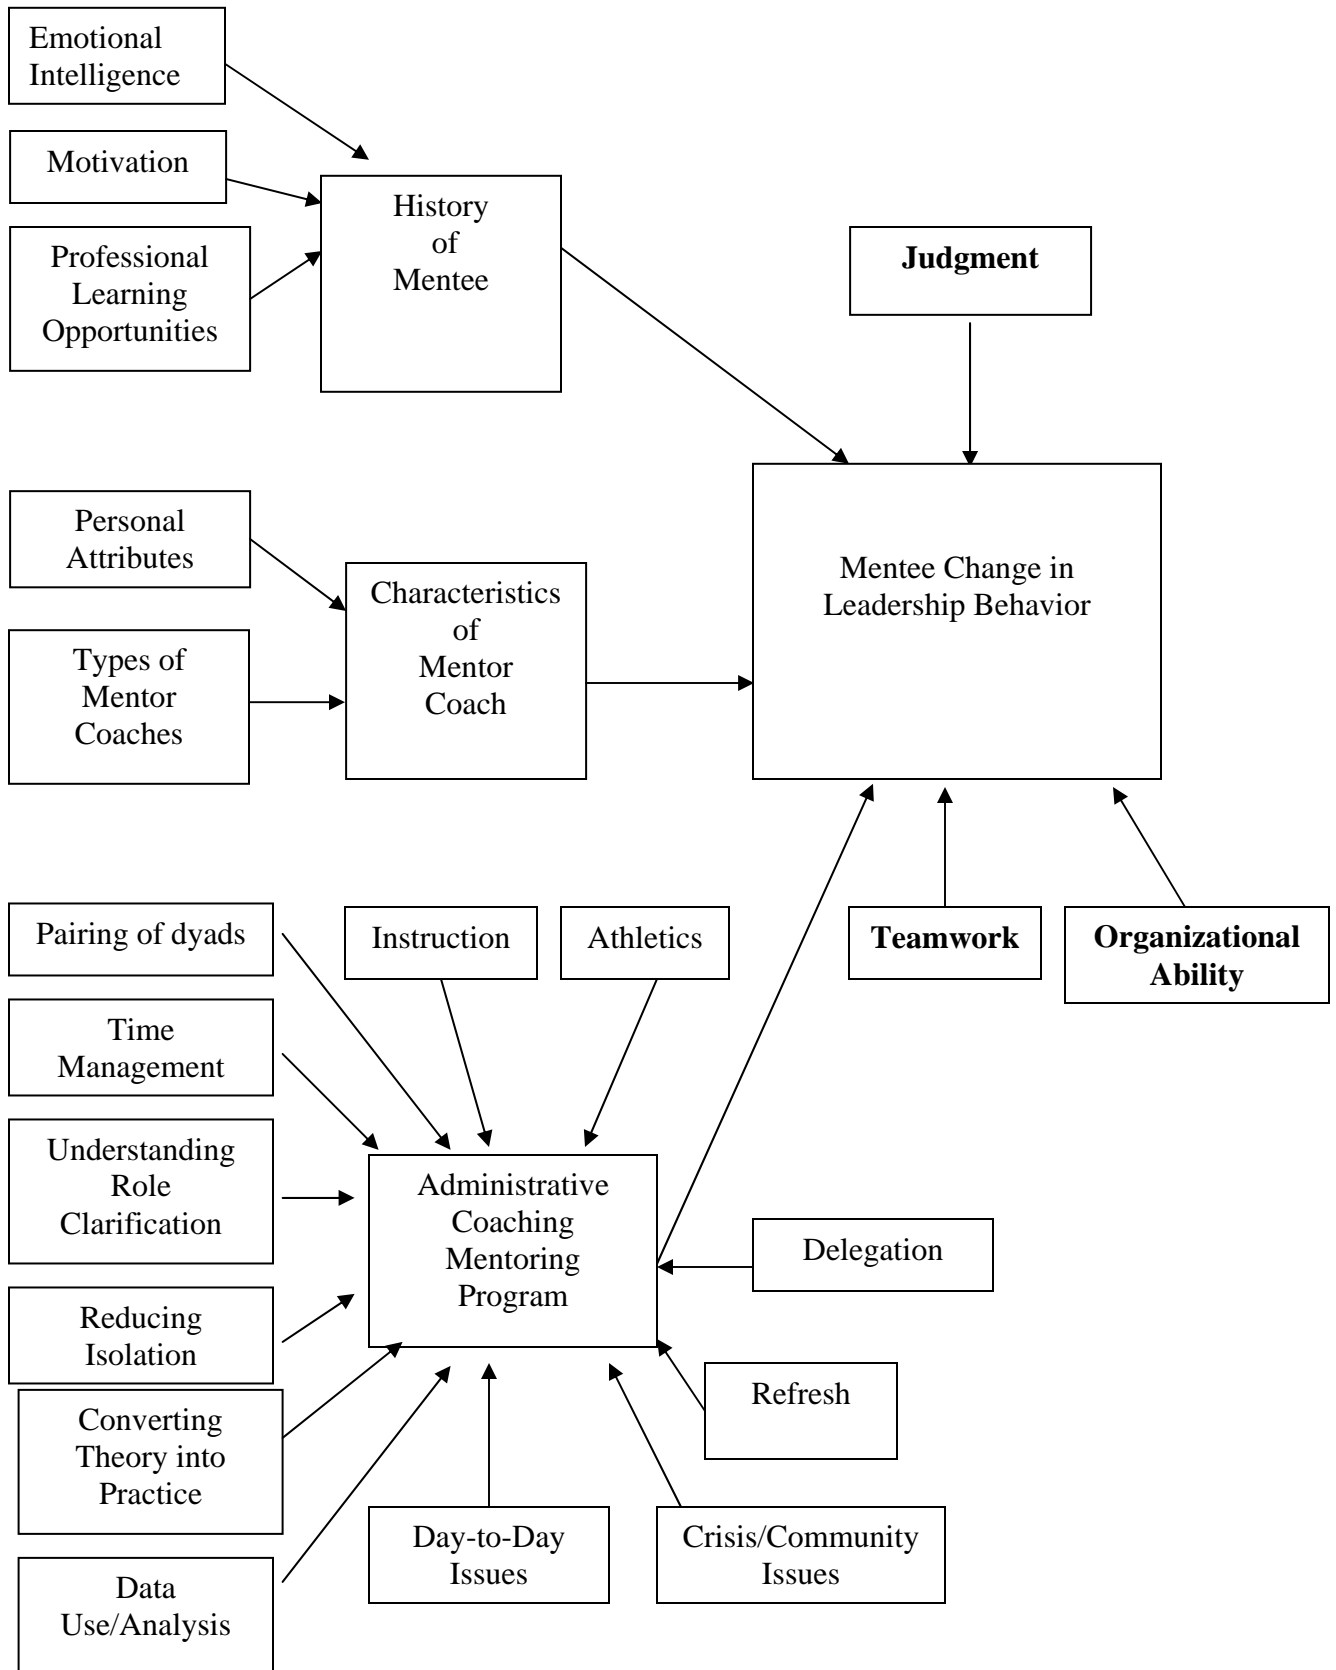 Emotional
Intelligence
Motivation
Professional
Learning
Opportunities
History
of
Mentee
Judgment
Personal
Attributes
Types of
Mentor
Coaches
Characteristics
of
Mentor
Coach
Mentee Change in
Leadership Behavior
Pairing of dyads
Instruction
Athletics
Teamwork
Organizational
Ability
Time
Management
Understanding
Role
Clarification
Reducing
Isolation
Converting
Theory into
Practice
Data
Use/Analysis
Administrative
Coaching
Mentoring
Program
Delegation
Refresh
Day-to-Day
Issues
Crisis/Community
Issues